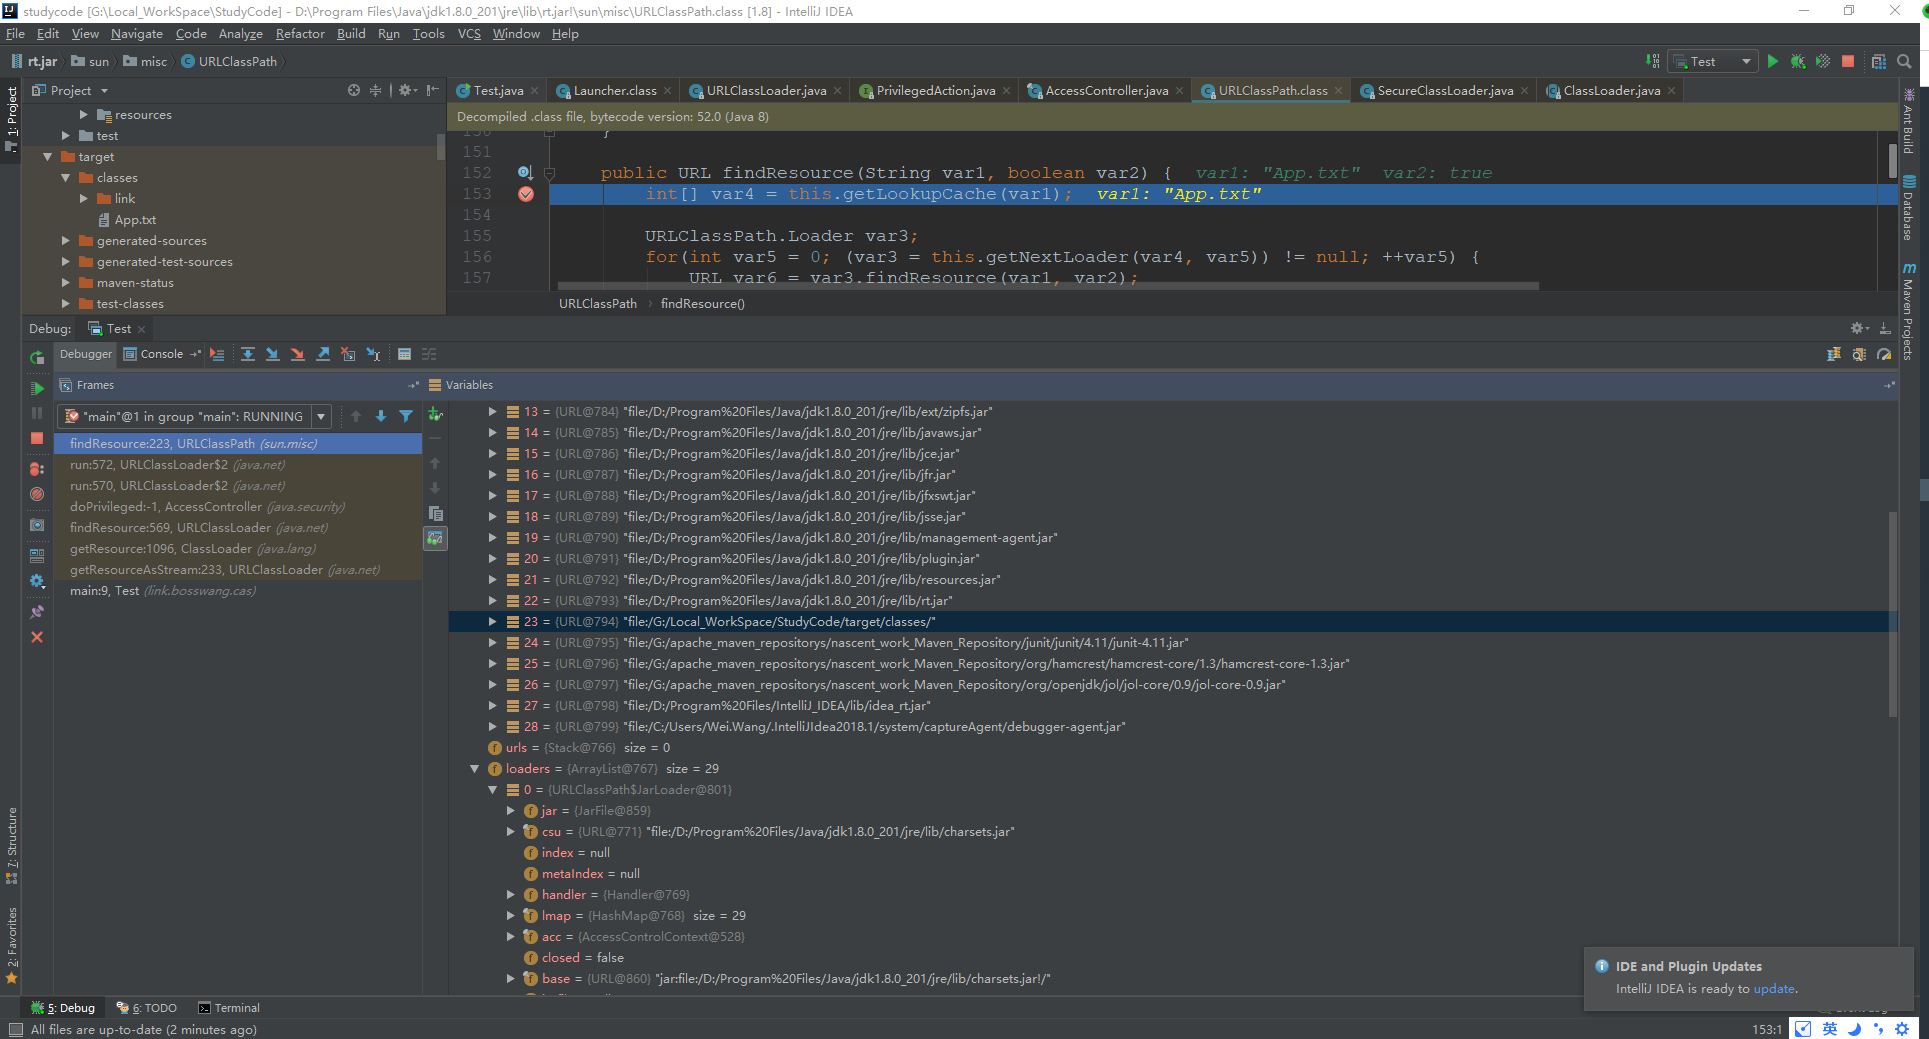 studycode [G:\Local_WorkSpace\StudyCode] - D:\Program Files\Java\jdk1.8.0_201\jre\lib\rt.jar!\sun\misc\URLClassPath.class [1.8] - IntelliJ IDEA
File Edit View Navigate Code Analyze Refactor Build Run Tools VCS Window Help
rt.jar sun misc URLClassPath
Test
Project
Test.java Launcher.class URLClassLoader.java PrivilegedAction.java AccessController.java URLClassPath.class SecureClassLoader.java ClassLoader.java
1: Project
resources
test
target
classes
link
App.txt
generated-sources
generated-test-sources
maven-status
test-classes
Decompiled .class file, bytecode version: 52.0 (Java 8)
150 }
151
152 public URL findResource(String var1, boolean var2) { var1: "App.txt" var2: true
153 int[] var4 = this.getLookupCache(var1); var1: "App.txt"
154
155 URLClassPath.Loader var3;
156 for(int var5 = 0; (var3 = this.getNextLoader(var4, var5)) != null; ++var5) {
157 URL var6 = var3.findResource(var1, var2);
URLClassPath findResource()
Ant Build
Database
Maven Projects
Debug: Test
Debugger Console
Frames
"main"@1 in group "main": RUNNING
findResource:223, URLClassPath (sun.misc)
run:572, URLClassLoader$2 (java.net)
run:570, URLClassLoader$2 (java.net)
doPrivileged:-1, AccessController (java.security)
findResource:569, URLClassLoader (java.net)
getResource:1096, ClassLoader (java.lang)
getResourceAsStream:233, URLClassLoader (java.net)
main:9, Test (link.bosswang.cas)
Variables
13 = {URL@784} "file:/D:/Program%20Files/Java/jdk1.8.0_201/jre/lib/ext/zipfs.jar"
14 = {URL@785} "file:/D:/Program%20Files/Java/jdk1.8.0_201/jre/lib/javaws.jar"
15 = {URL@786} "file:/D:/Program%20Files/Java/jdk1.8.0_201/jre/lib/jce.jar"
16 = {URL@787} "file:/D:/Program%20Files/Java/jdk1.8.0_201/jre/lib/jfr.jar"
17 = {URL@788} "file:/D:/Program%20Files/Java/jdk1.8.0_201/jre/lib/jfxswt.jar"
18 = {URL@789} "file:/D:/Program%20Files/Java/jdk1.8.0_201/jre/lib/jsse.jar"
19 = {URL@790} "file:/D:/Program%20Files/Java/jdk1.8.0_201/jre/lib/management-agent.jar"
20 = {URL@791} "file:/D:/Program%20Files/Java/jdk1.8.0_201/jre/lib/plugin.jar"
21 = {URL@792} "file:/D:/Program%20Files/Java/jdk1.8.0_201/jre/lib/resources.jar"
22 = {URL@793} "file:/D:/Program%20Files/Java/jdk1.8.0_201/jre/lib/rt.jar"
23 = {URL@794} "file:/G:/Local_WorkSpace/StudyCode/target/classes/"
24 = {URL@795} "file:/G:/apache_maven_repositorys/nascent_work_Maven_Repository/junit/junit/4.11/junit-4.11.jar"
25 = {URL@796} "file:/G:/apache_maven_repositorys/nascent_work_Maven_Repository/org/hamcrest/hamcrest-core/1.3/hamcrest-core-1.3.jar"
26 = {URL@797} "file:/G:/apache_maven_repositorys/nascent_work_Maven_Repository/org/openjdk/jol/jol-core/0.9/jol-core-0.9.jar"
27 = {URL@798} "file:/D:/Program%20Files/IntelliJ_IDEA/lib/idea_rt.jar"
28 = {URL@799} "file:/C:/Users/Wei.Wang/.IntelliJIdea2018.1/system/captureAgent/debugger-agent.jar"
urls = {Stack@766} size = 0
loaders = {ArrayList@767} size = 29
0 = {URLClassPath$JarLoader@801}
jar = {JarFile@859}
csu = {URL@771} "file:/D:/Program%20Files/Java/jdk1.8.0_201/jre/lib/charsets.jar"
index = null
metaIndex = null
handler = {Handler@769}
lmap = {HashMap@768} size = 29
acc = {AccessControlContext@528}
closed = false
base = {URL@860} "jar:file:/D:/Program%20Files/Java/jdk1.8.0_201/jre/lib/charsets.jar!/"
7: Structure
2: Favorites
IDE and Plugin Updates
IntelliJ IDEA is ready to update.
5: Debug 6: TODO Terminal
All files are up-to-date (2 minutes ago)
153:1
英